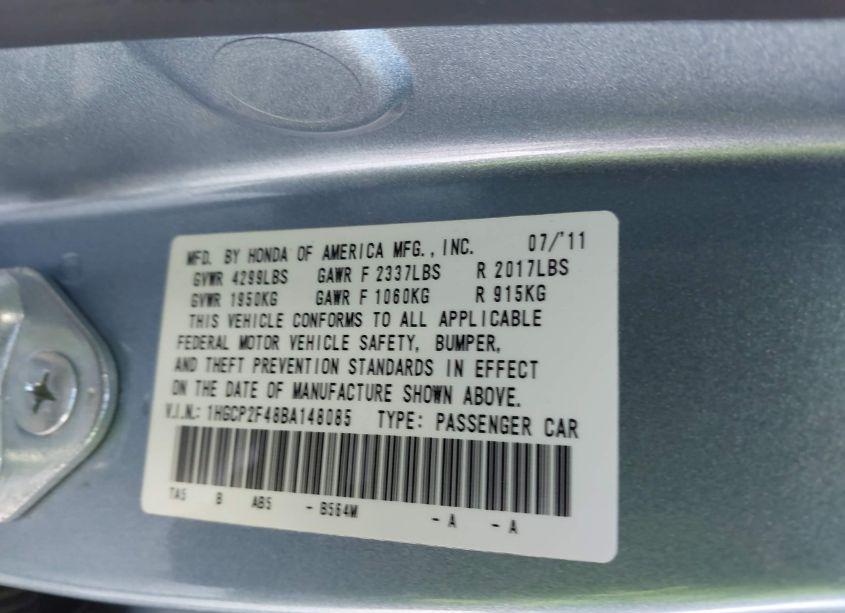 MFD. BY HONDA OF AMERICA MFG., INC. 07/'11
GVWR 4299LBS GAWR F 2337LBS R 2017LBS
GVWR 1950KG GAWR F 1060KG R 915KG
THIS VEHICLE CONFORMS TO ALL APPLICABLE
FEDERAL MOTOR VEHICLE SAFETY, BUMPER,
AND THEFT PREVENTION STANDARDS IN EFFECT
ON THE DATE OF MANUFACTURE SHOWN ABOVE.
V.I.N.: 1HGCP2F48BA148085 TYPE: PASSENGER CAR
TA5 B AB5 - B564M - A - A